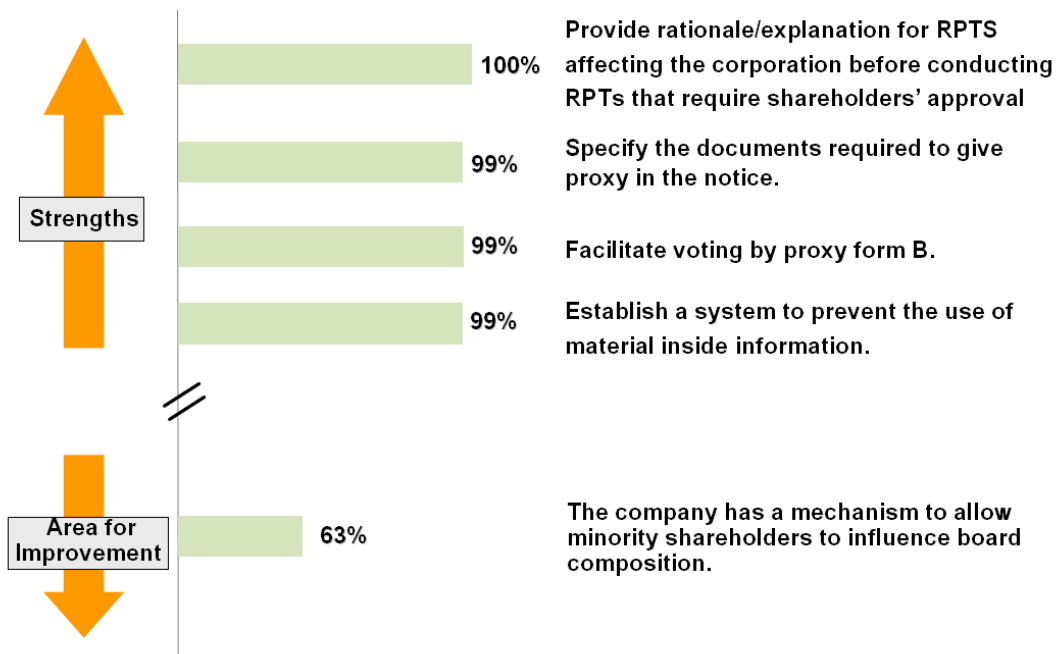 Provide rationale/explanation for RPTS
100% affecting the corporation before conducting
RPTs that require shareholders' approval
Specify the documents required to give
99%
proxy in the notice.
Strengths
99%
Facilitate voting by proxy form B.
99%
Establish a system to prevent the use of
material inside information.
Area for
Improvement
63%
The company has a mechanism to allow
minority shareholders to influence board
composition.